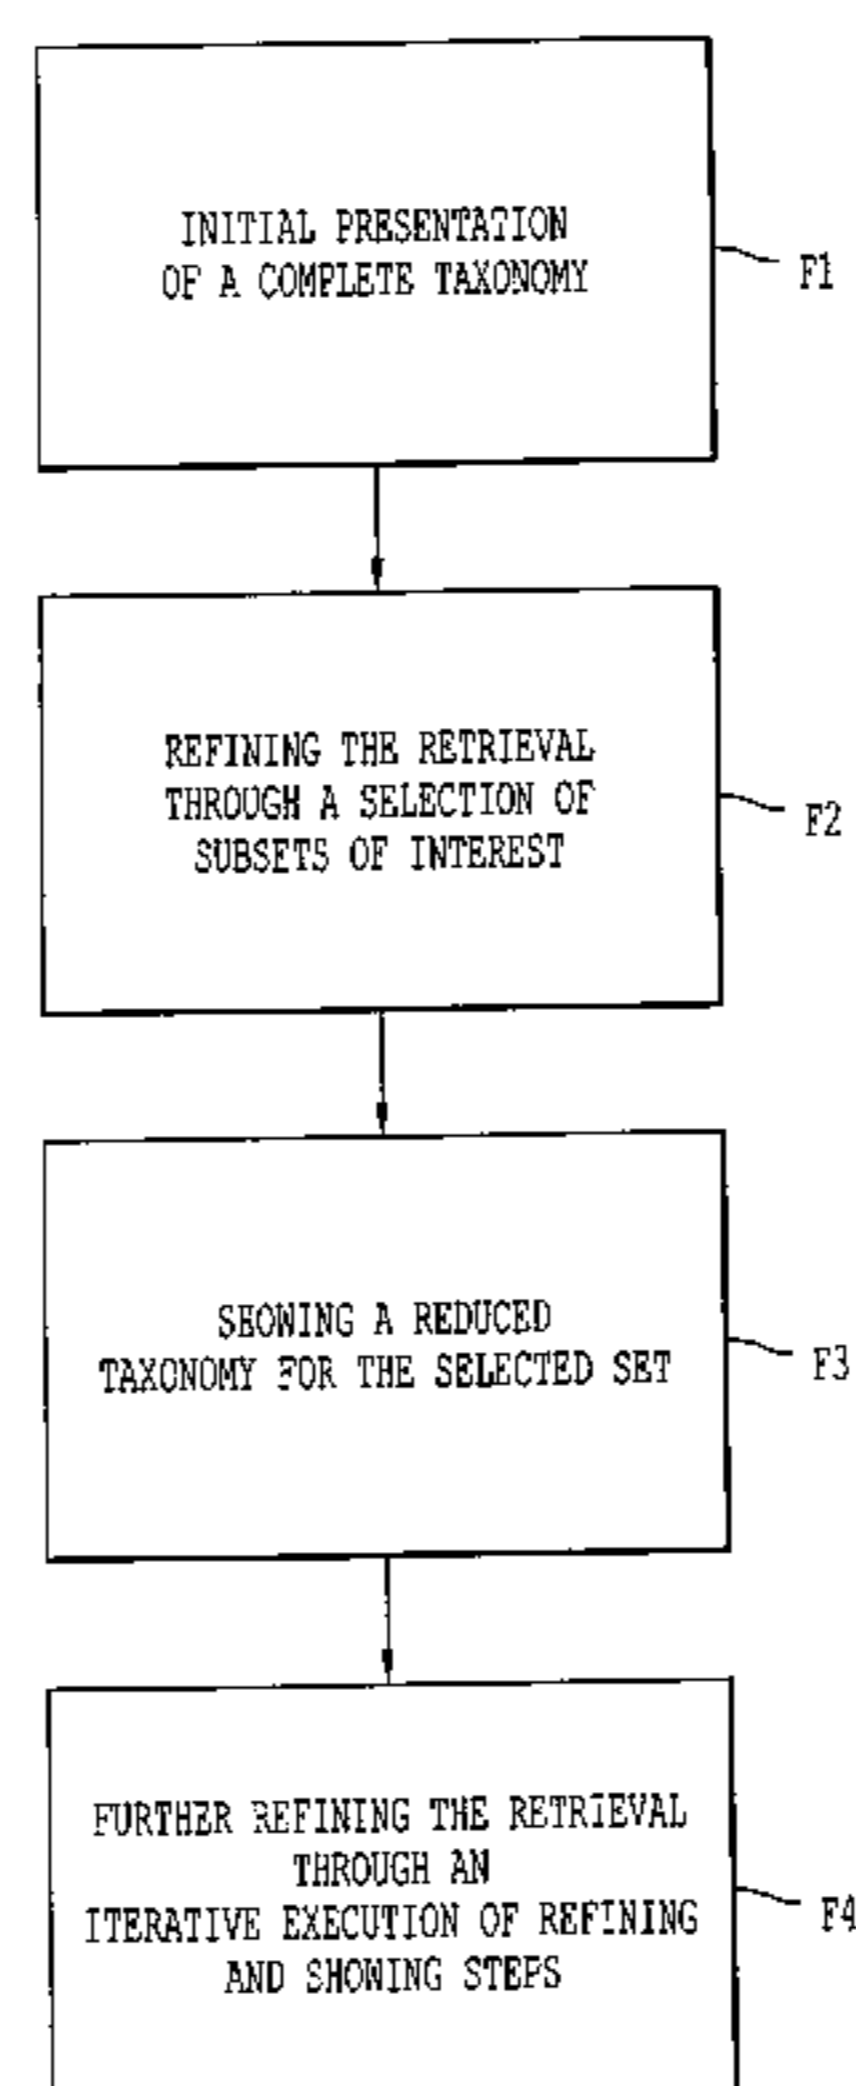 INITIAL PRESENTATION
OF A COMPLETE TAXONOMY
F1
REFINING THE RETRIEVAL
THROUGH A SELECTION OF
SUBSETS OF INTEREST
F2
SHOWING A REDUCED
TAXONOMY FOR THE SELECTED SET
F3
FURTHER REFINING THE RETRIEVAL
THROUGH AN
ITERATIVE EXECUTION OF REFINING
AND SHOWING STEPS
F4